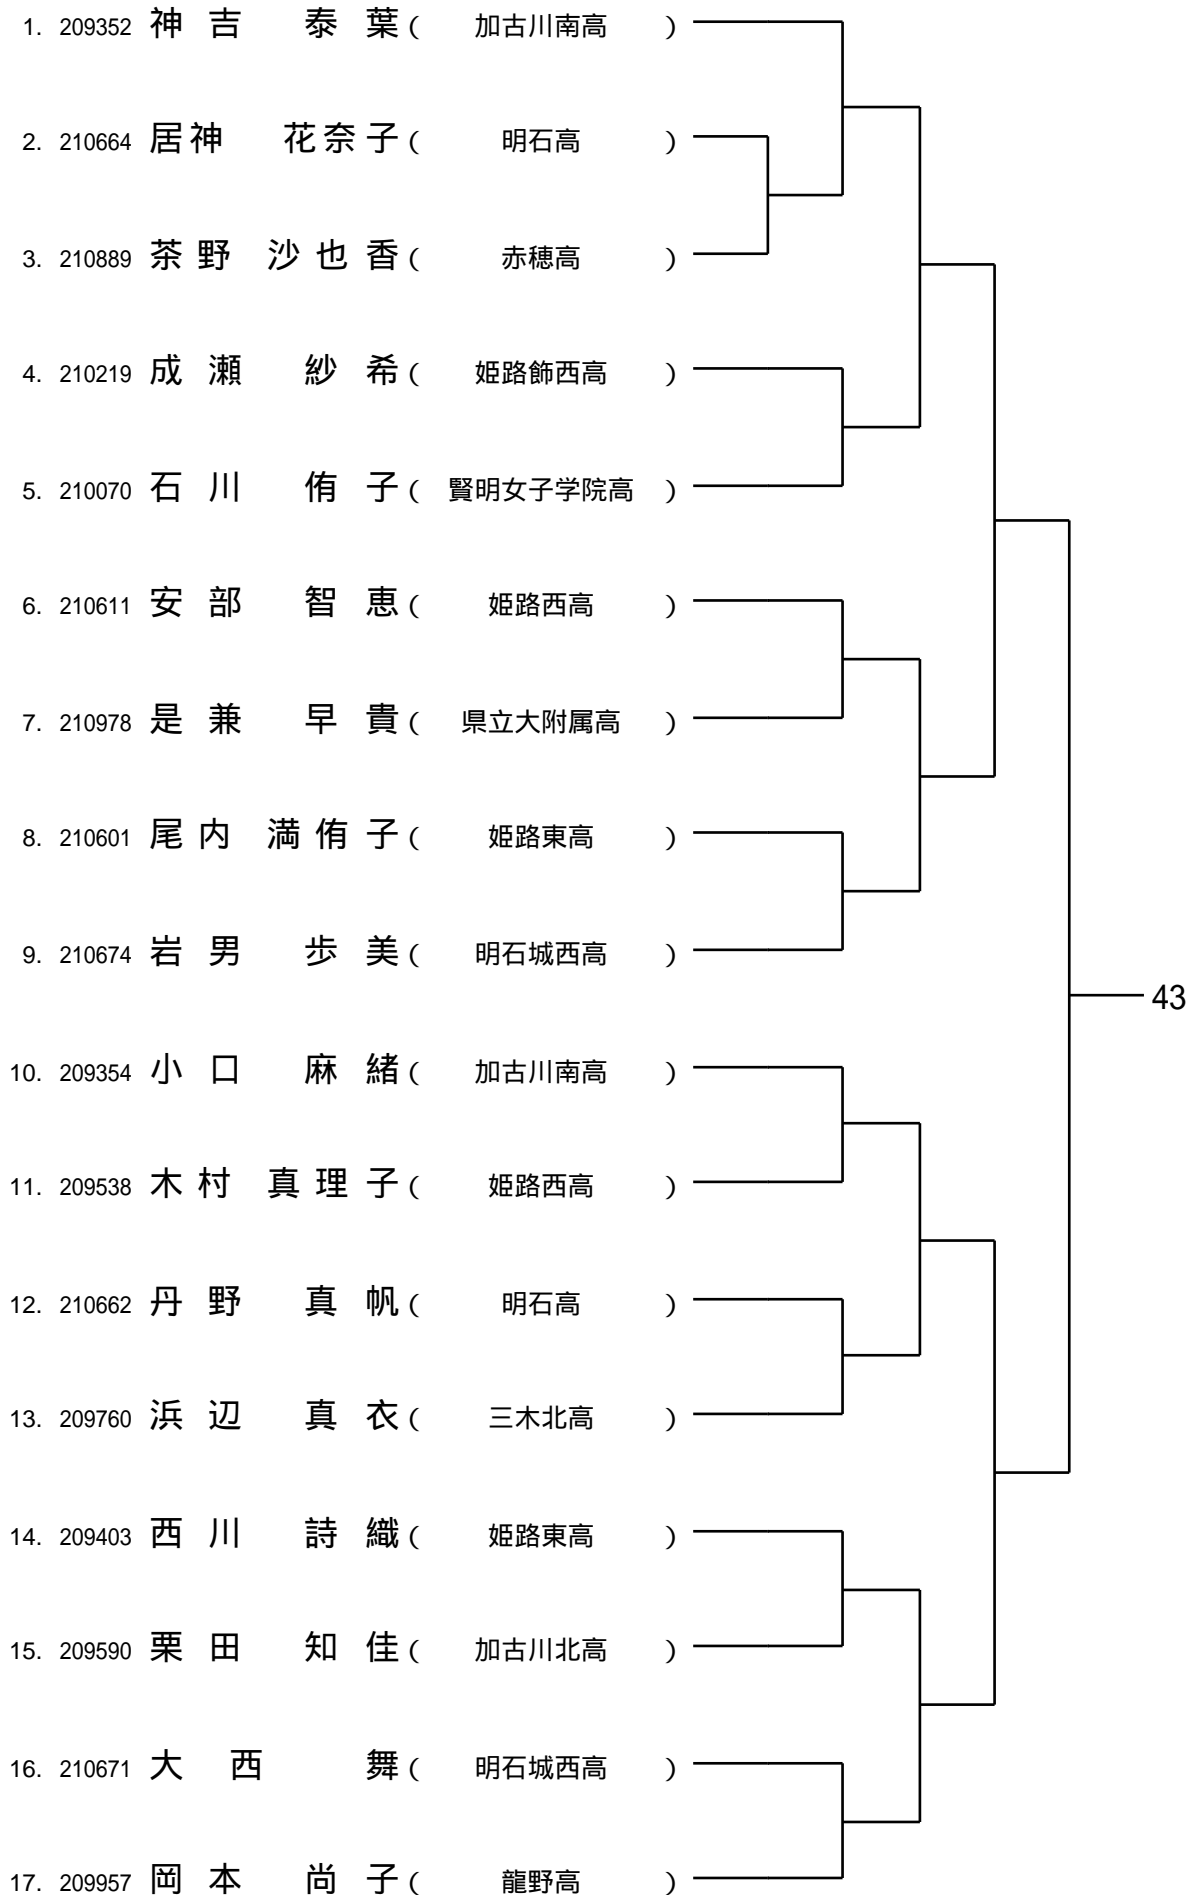 1. 209352 神吉 泰葉 ( 加古川南高 )
2. 210664 居神 花奈子 ( 明石高 )
3. 210889 茶野 沙也香 ( 赤穂高 )
4. 210219 成瀬 紗希 ( 姫路飾西高 )
5. 210070 石川 侑子 ( 賢明女子学院高 )
6. 210611 安部 智恵 ( 姫路西高 )
7. 210978 是兼 早貴 ( 県立大附属高 )
8. 210601 尾内 満侑子 ( 姫路東高 )
9. 210674 岩男 歩美 ( 明石城西高 )
43
10. 209354 小口 麻緒 ( 加古川南高 )
11. 209538 木村 真理子 ( 姫路西高 )
12. 210662 丹野 真帆 ( 明石高 )
13. 209760 浜辺 真衣 ( 三木北高 )
14. 209403 西川 詩織 ( 姫路東高 )
15. 209590 栗田 知佳 ( 加古川北高 )
16. 210671 大西 舞 ( 明石城西高 )
17. 209957 岡本 尚子 ( 龍野高 )